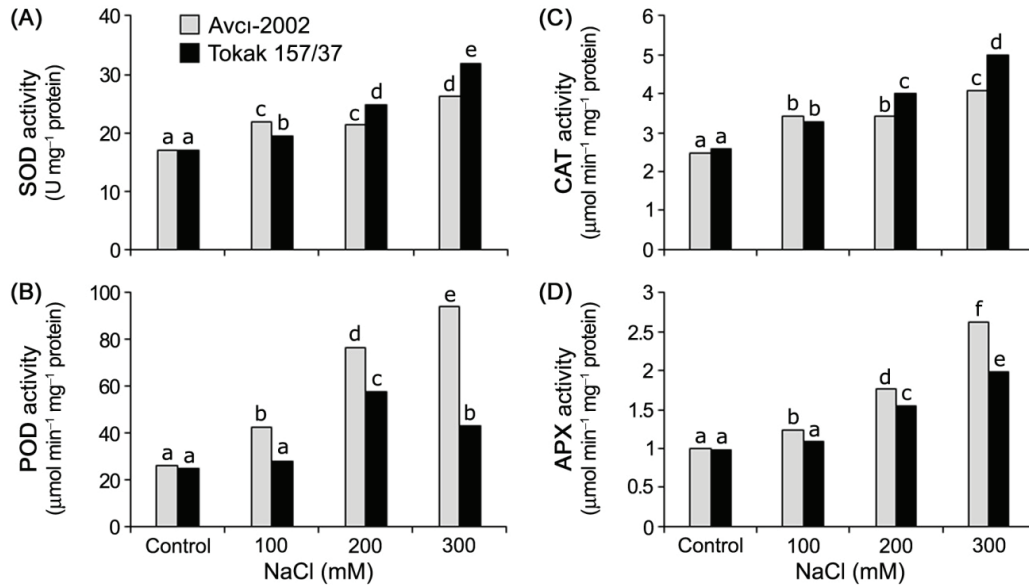 (A)
SOD activity
(U mg⁻¹ protein)
40
30
20
10
0
Avcı-2002
Tokak 157/37
a a
c b
c d
d e
(C)
CAT activity
(µmol min⁻¹ mg⁻¹ protein)
6
5
4
3
2
1
0
a a
b b
b c
c d
(B)
POD activity
(µmol min⁻¹ mg⁻¹ protein)
100
80
60
40
20
0
a a
b a
d c
e b
Control 100 200 300
NaCl (mM)
(D)
APX activity
(µmol min⁻¹ mg⁻¹ protein)
3
2.5
2
1.5
1
0.5
0
a a
b a
d c
f e
Control 100 200 300
NaCl (mM)